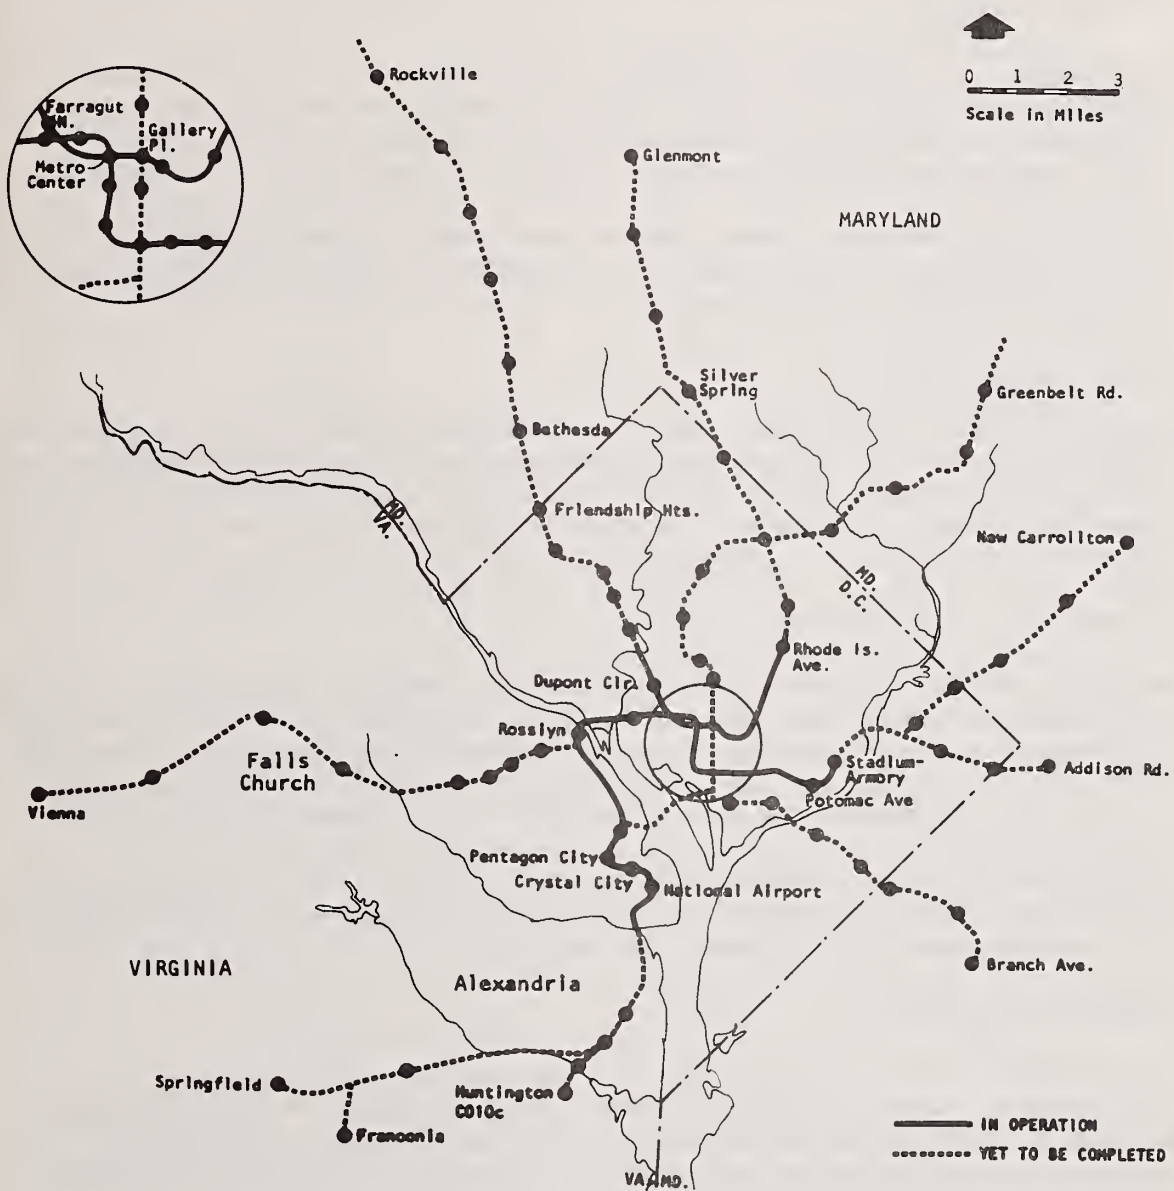 Rockville
0 1 2 3
Scale in Miles
Farragut
N.
Gallery
Pl.
Metro
Center
Glenmont
MARYLAND
Silver
Spring
Greenbelt Rd.
Bethesda
MD.
VA.
Friendship Hts.
New Carrollton
MD.
D.C.
Rhode Is.
Ave.
Dupont Cir.
Rosslyn
Falls
Church
Stadium-
Armory
Addison Rd.
Vienna
Potomac Ave
Pentagon City
Crystal City
National Airport
VIRGINIA
Alexandria
Branch Ave.
Springfield
Huntington
C010c
Franconia
IN OPERATION
YET TO BE COMPLETED
VA. MD.